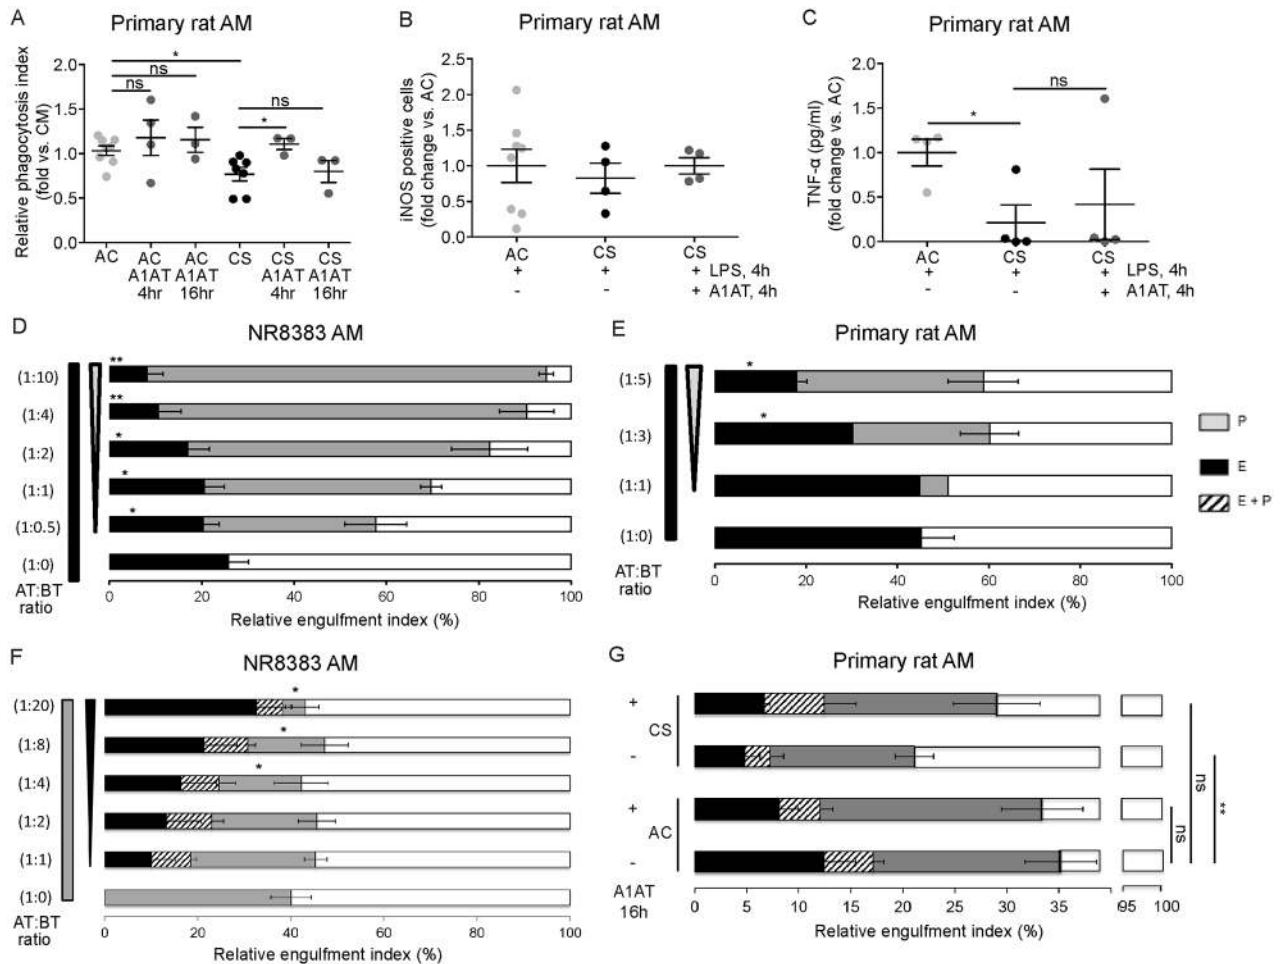 A
Primary rat AM
Relative phagoytosis index
(fold vs. CM)
2.0
1.5
1.0
0.5
0.0
*
ns
ns
ns
*
AC
AC
A1AT
4hr
AC
A1AT
16hr
CS
CS
A1AT
4hr
CS
A1AT
16hr
B
Primary rat AM
iNOS positive cells
(fold change vs. AC)
2.5
2.0
1.5
1.0
0.5
0.0
AC
CS
CS
+ + + LPS, 4h
- - + A1AT, 4h
C
Primary rat AM
TNF-α (pg/ml)
(fold change vs. AC)
2.0
1.5
1.0
0.5
0.0
ns
*
AC
CS
CS
+ + + LPS, 4h
- - + A1AT, 4h
D
NR8383 AM
(1:10)
**
(1:4)
**
(1:2)
*
(1:1)
*
(1:0.5)
*
(1:0)
AT:BT
ratio
0 20 40 60 80 100
Relative engulfment index (%)
E
Primary rat AM
(1:5)
*
(1:3)
*
(1:1)
(1:0)
AT:BT
ratio
0 20 40 60 80 100
Relative engulfment index (%)
P
E
E + P
F
NR8383 AM
(1:20)
*
(1:8)
*
(1:4)
*
(1:2)
(1:1)
(1:0)
AT:BT
ratio
0 20 40 60 80 100
Relative engulfment index (%)
G
Primary rat AM
+
CS
-
+
AC
-
A1AT
16h
ns
ns
**
0 5 10 15 20 25 30 35 95 100
Relative engulfment index (%)